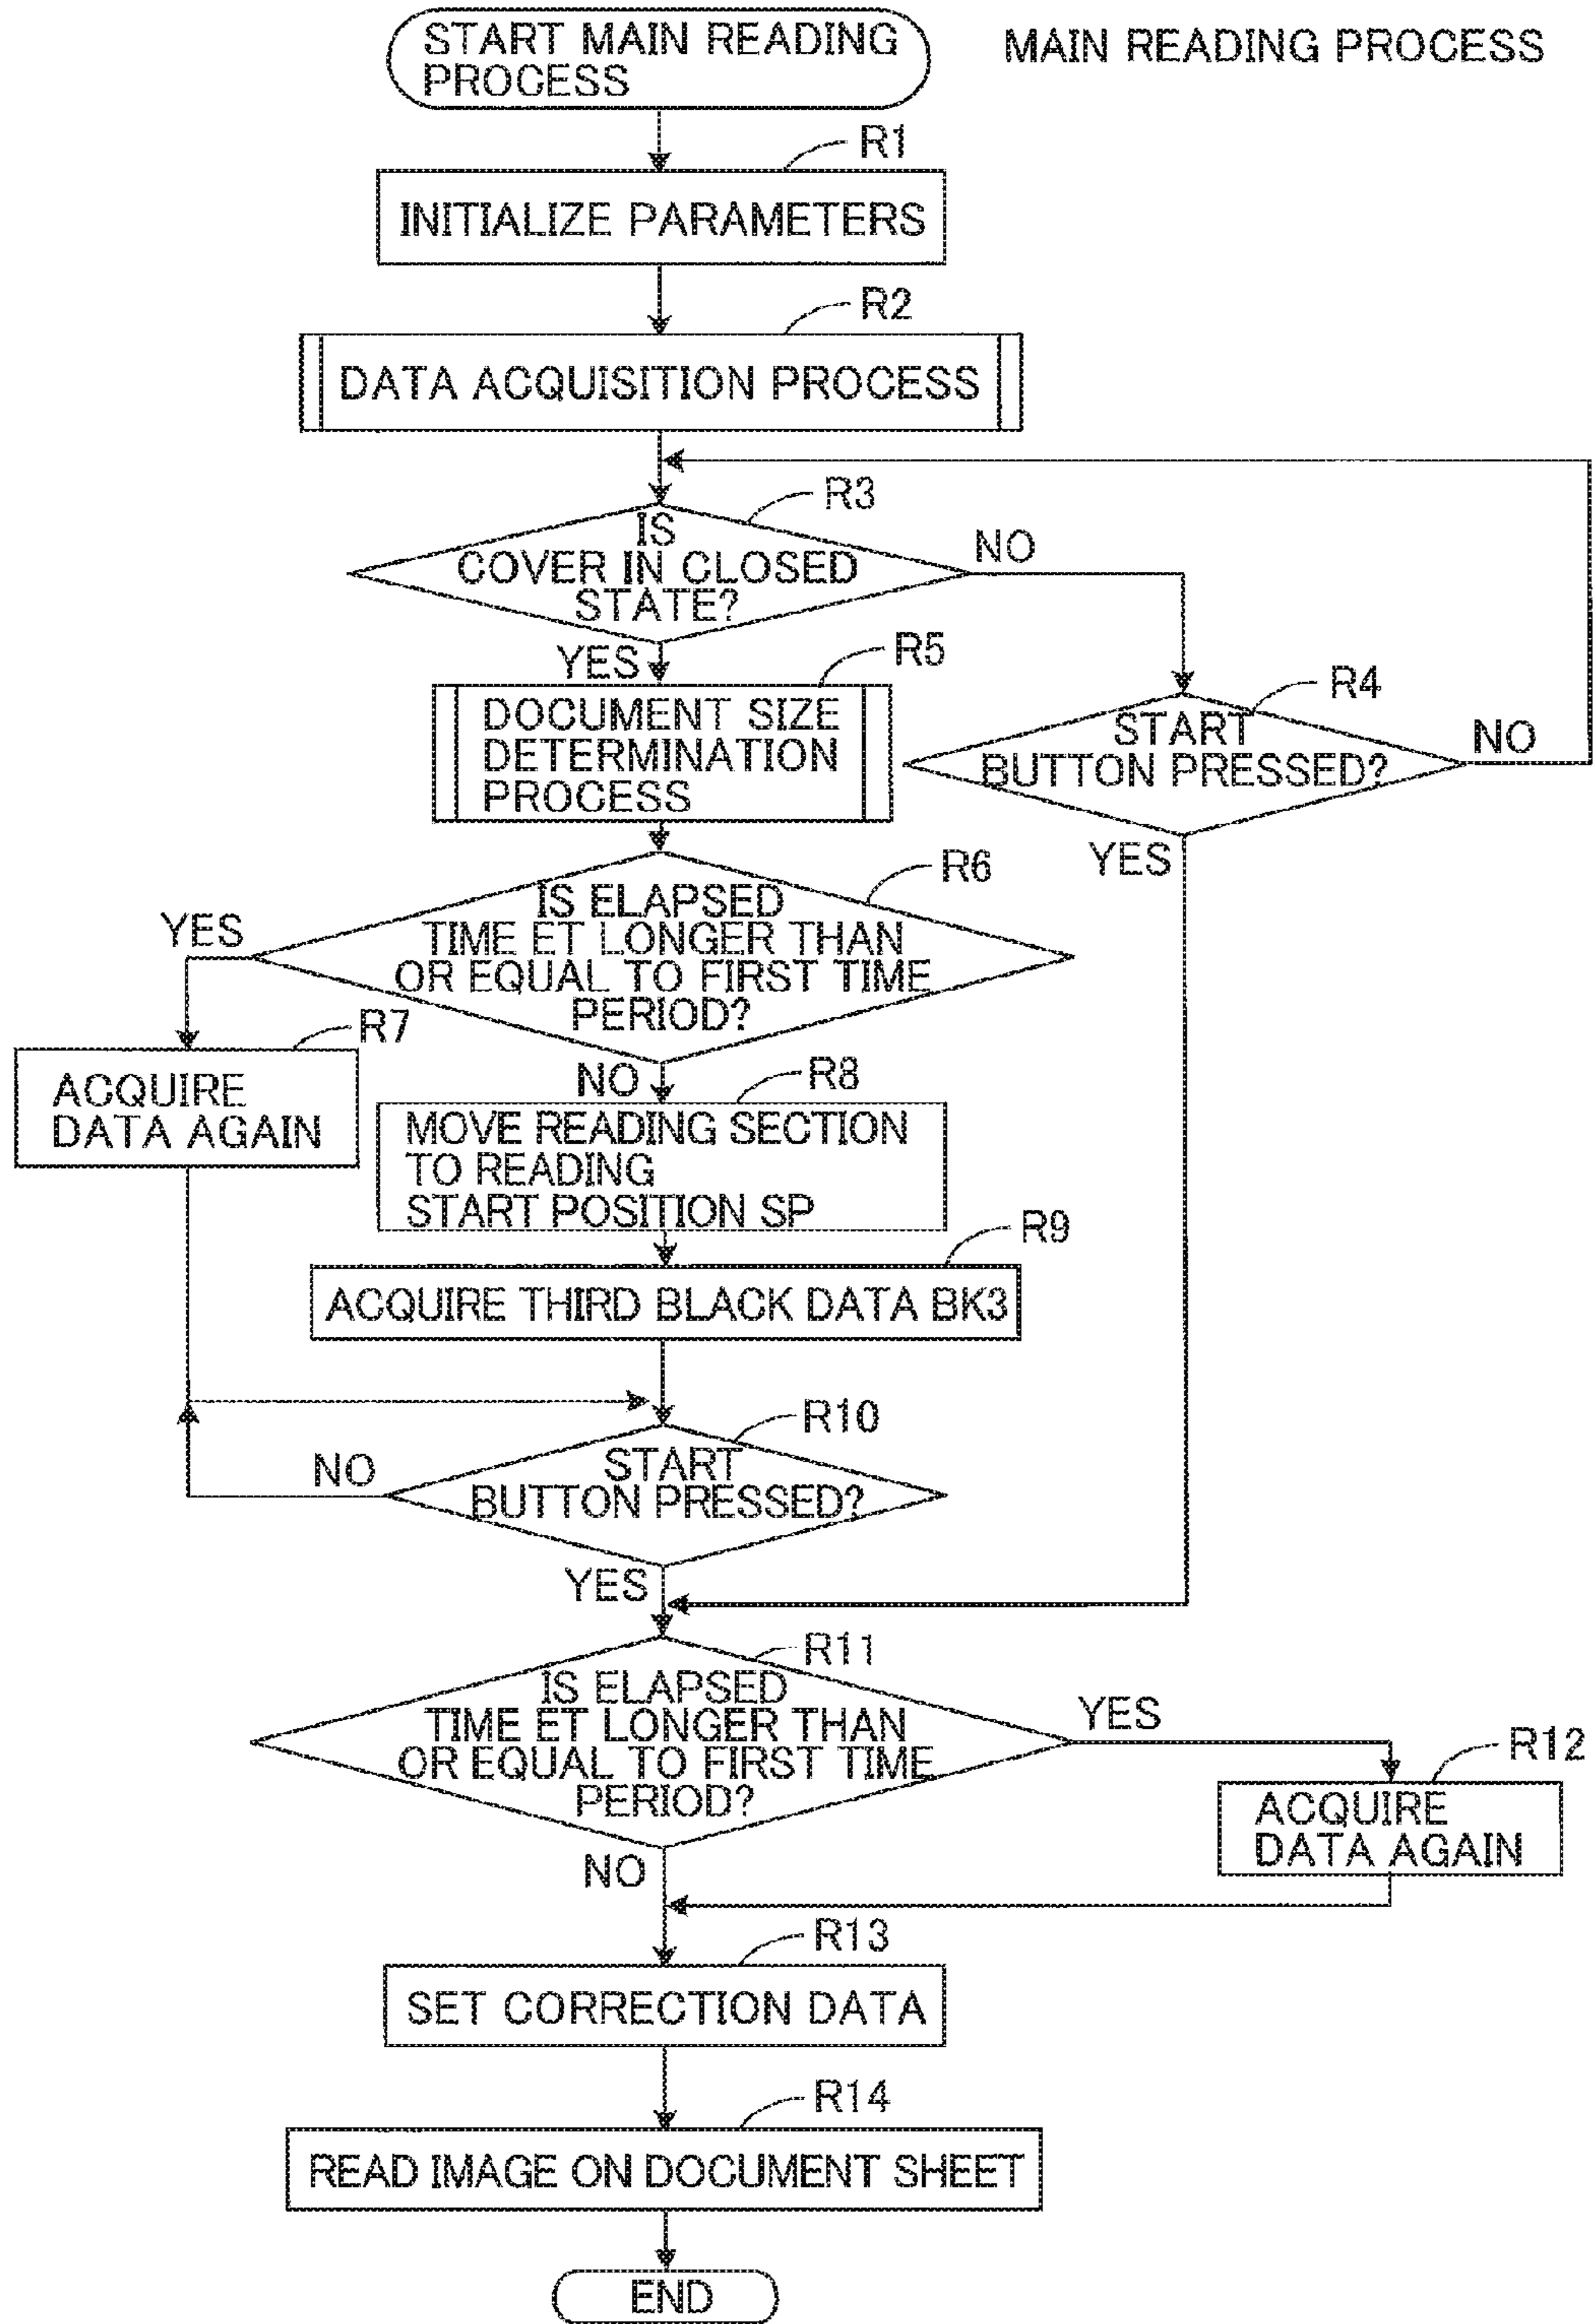 START MAIN READING
PROCESS
MAIN READING PROCESS
R1
INITIALIZE PARAMETERS
R2
DATA ACQUISITION PROCESS
R3
IS
COVER IN CLOSED
STATE?
NO
YES
R5
DOCUMENT SIZE
DETERMINATION
PROCESS
R4
START
BUTTON PRESSED?
NO
YES
R6
IS ELAPSED
TIME ET LONGER THAN
OR EQUAL TO FIRST TIME
PERIOD?
YES
R7
ACQUIRE
DATA AGAIN
NO
R8
MOVE READING SECTION
TO READING
START POSITION SP
R9
ACQUIRE THIRD BLACK DATA BK3
R10
START
BUTTON PRESSED?
NO
YES
R11
IS ELAPSED
TIME ET LONGER THAN
OR EQUAL TO FIRST TIME
PERIOD?
YES
R12
ACQUIRE
DATA AGAIN
NO
R13
SET CORRECTION DATA
R14
READ IMAGE ON DOCUMENT SHEET
END